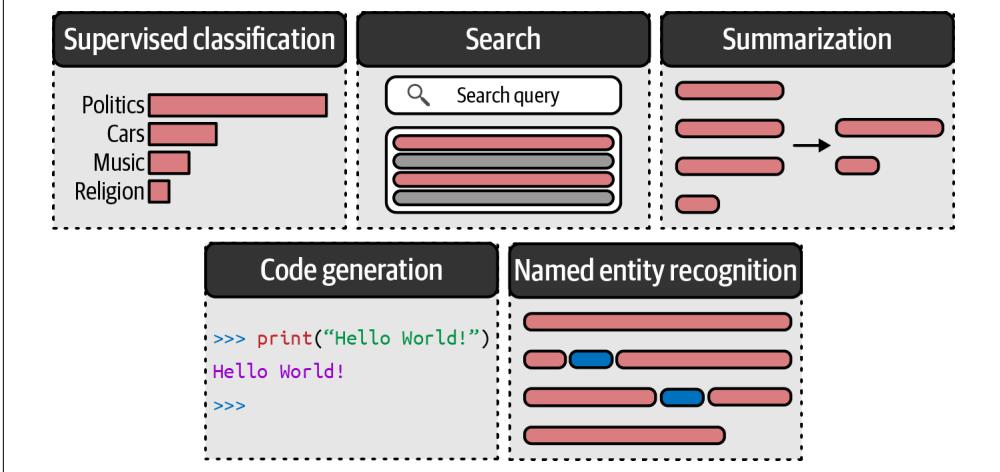 Supervised classification
Politics
Cars
Music
Religion
Search
Search query
Summarization
Code generation
>>> print(“Hello World!”)
Hello World!
>>>
Named entity recognition